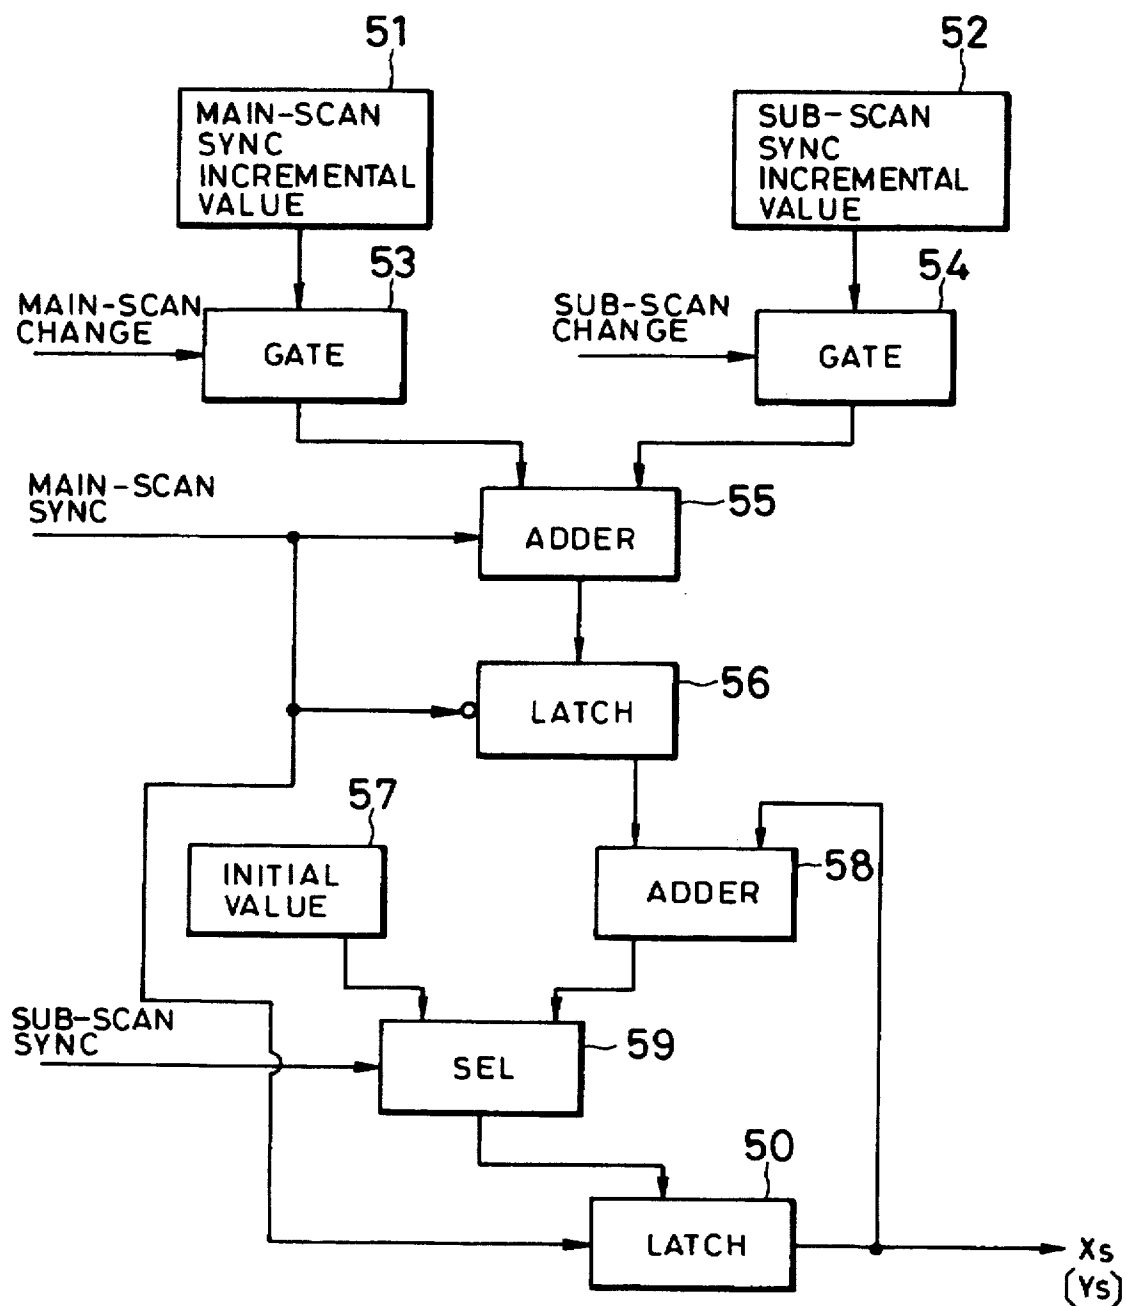 51
52
MAIN-SCAN
SYNC
INCREMENTAL
VALUE
SUB-SCAN
SYNC
INCREMENTAL
VALUE
53
54
MAIN-SCAN
CHANGE
GATE
SUB-SCAN
CHANGE
GATE
MAIN-SCAN
SYNC
ADDER
55
LATCH
56
57
INITIAL
VALUE
ADDER
58
SUB-SCAN
SYNC
SEL
59
50
LATCH
Xs
(Ys)